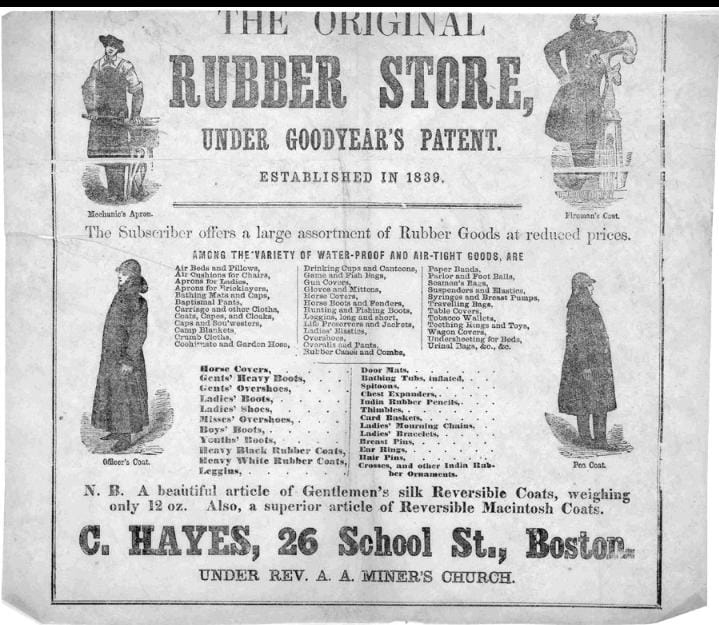 THE ORIGINAL
RUBBER STORE,
UNDER GOODYEAR'S PATENT.
ESTABLISHED IN 1839.
Mechanic's Apron.
Fireman's Coat.
The Subscriber offers a large assortment of Rubber Goods at reduced prices.
AMONG THE VARIETY OF WATER-PROOF AND AIR-TIGHT GOODS, ARE
Air Beds and Pillows,
Air Cushions for Chairs,
Aprons for Ladies,
Aprons for Bricklayers,
Bathing Mats and Caps,
Baptismal Pants,
Carriage and other Cloths,
Coats, Capes, and Cloaks,
Caps and Sou'westers,
Camp Blankets,
Crumb Cloths,
and Garden Hose,
Drinking Cups and Canteens,
Game and Fish Bags,
Gun Covers,
Gloves and Mittens,
Horse Covers,
Horse Boots and Fenders,
Hunting and Fishing Boots,
Leggins, long and short,
Life Preservers and Jackets,
Ladies' Elastics,
Overshoes,
Overalls and Pants,
Rubber Canes and Combs,
Paper Bands,
Parlor and Foot Balls,
Seamen's Bags,
Suspenders and Elastics,
Syringes and Breast Pumps,
Travelling Bags,
Table Covers,
Tobacco Wallets,
Teething Rings and Toys,
Wagon Covers,
Undersheeting for Beds,
Urinal Bags, &c., &c.
Horse Covers,
Gents' Heavy Boots,
Gents' Overshoes,
Ladies' Boots,
Ladies' Shoes,
Misses' Overshoes,
Boys' Boots,
Youths' Boots,
Heavy Black Rubber Coats,
Heavy White Rubber Coats,
Leggins,
Door Mats,
Bathing Tubs, inflated,
Spitoons,
Chest Expanders,
India Rubber Pencils,
Thimbles,
Card Baskets,
Ladies' Mourning Chains,
Ladies' Bracelets,
Breast Pins,
Ear Rings,
Hair Pins,
Crosses, and other India Rub-
ber Ornaments.
Officer's Coat.
Pea Coat.
N. B. A beautiful article of Gentlemen's silk Reversible Coats, weighing
only 12 oz. Also, a superior article of Reversible Macintosh Coats.
C. HAYES, 26 School St., Boston.
UNDER REV. A. A. MINER'S CHURCH.